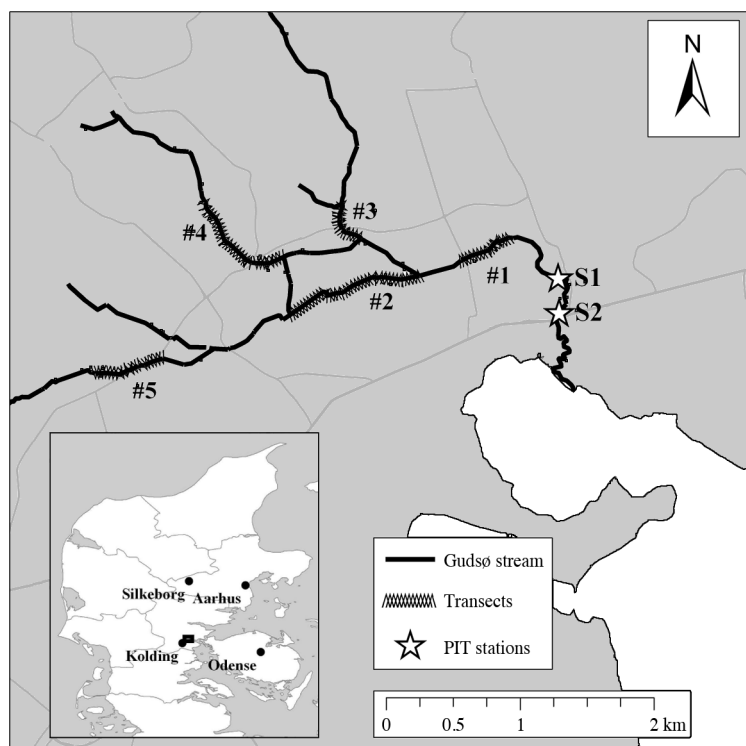 N
#3
#4
#1
S1
#2
S2
#5
Silkeborg
Aarhus
Kolding
Odense
Gudsø stream
Transects
PIT stations
0 0.5 1 2 km